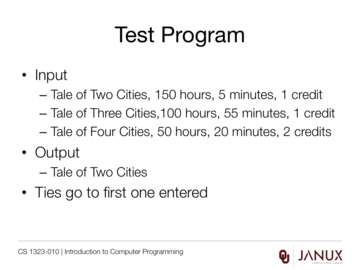 Test Program
• Input
– Tale of Two Cities, 150 hours, 5 minutes, 1 credit
– Tale of Three Cities,100 hours, 55 minutes, 1 credit
– Tale of Four Cities, 50 hours, 20 minutes, 2 credits
• Output
– Tale of Two Cities
• Ties go to first one entered
CS 1323-010 | Introduction to Computer Programming
JANUX